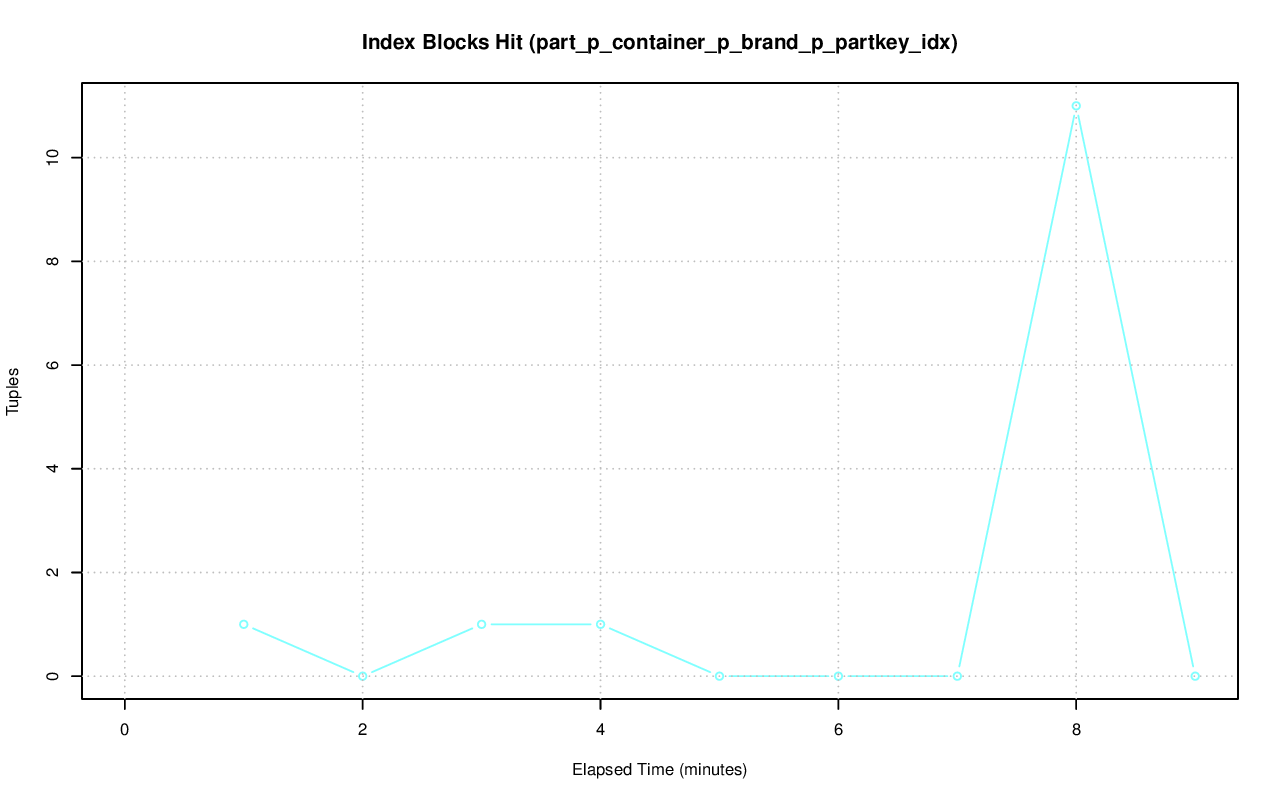 Index Blocks Hit (part_p_container_p_brand_p_partkey_idx)
Tuples
10
8
6
4
2
0
0 2 4 6 8
Elapsed Time (minutes)